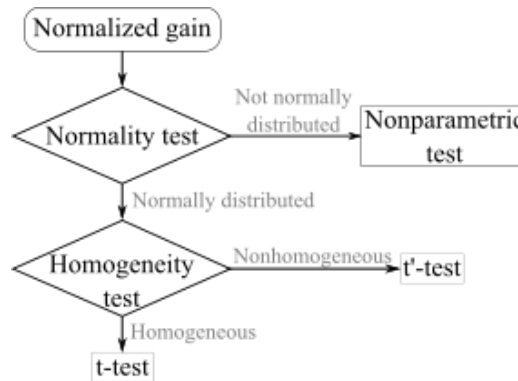 Normalized gain
Not normally
distributed
Normality test
Nonparametric
test
Normally distributed
Nonhomogeneous
Homogeneity
test
t'-test
Homogeneous
t-test